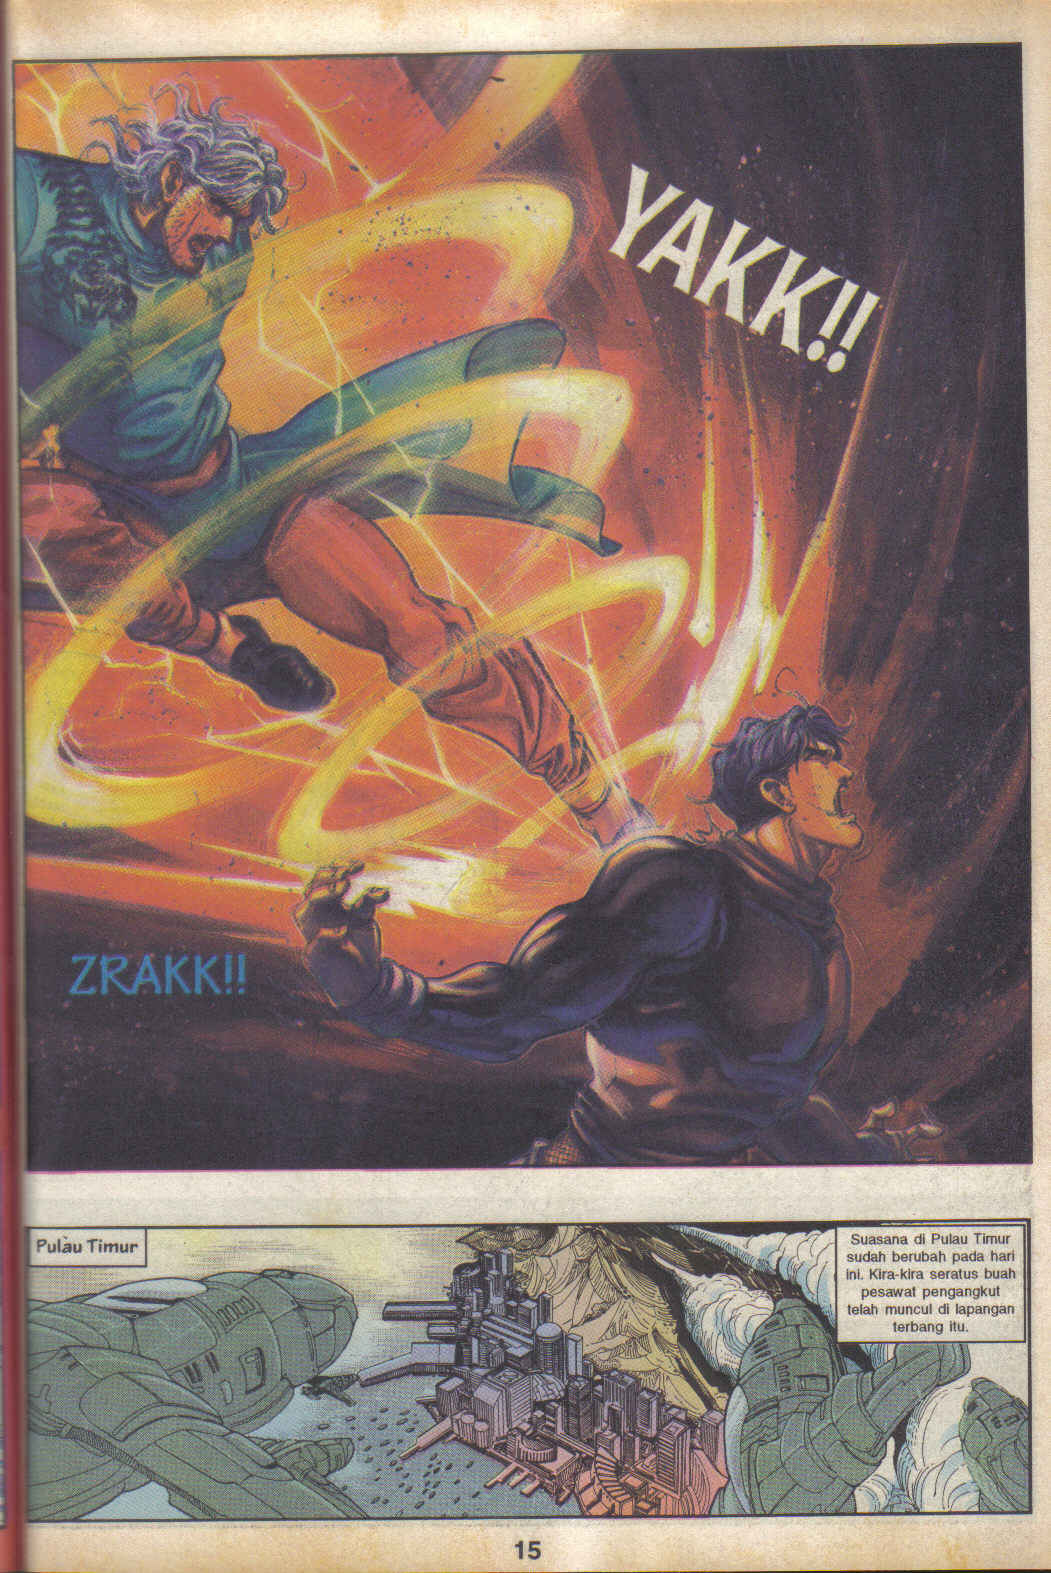 YAKK!!
ZRAKK!!
Pulau Timur
Suasana di Pulau Timur
sudah berubah pada hari
ini. Kira-kira seratus buah
pesawat pengangkut
telah muncul di lapangan
terbang itu.
15